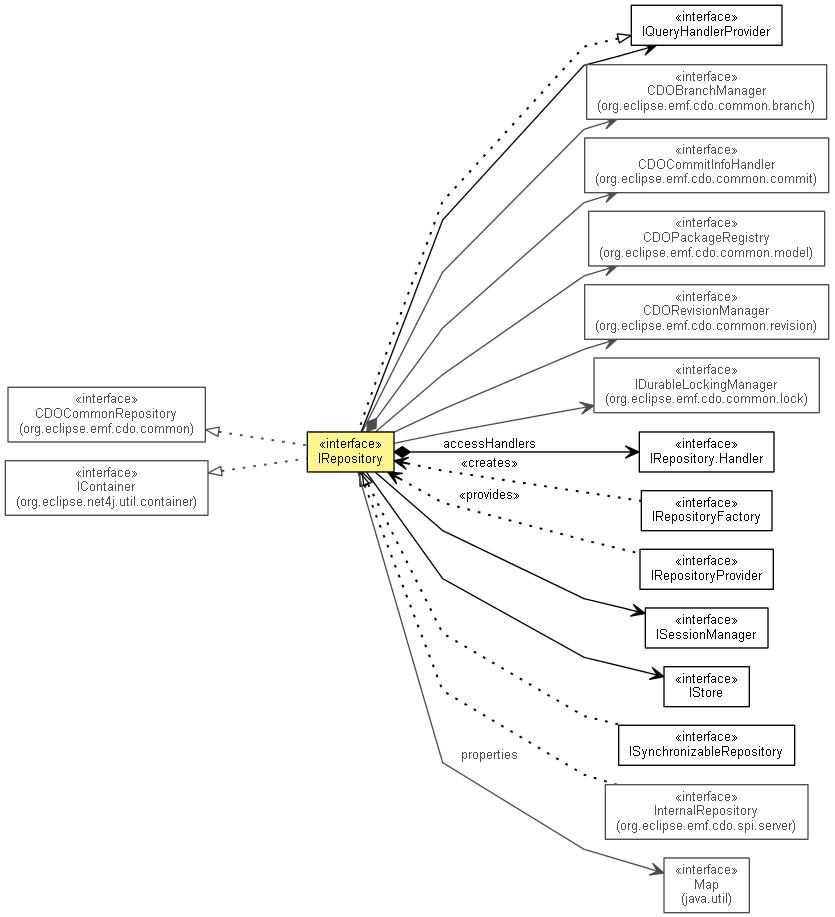 «interface»
IQueryHandlerProvider
«interface»
CDOBranchManager
(org.eclipse.emf.cdo.common.branch)
«interface»
CDOCommitInfoHandler
(org.eclipse.emf.cdo.common.commit)
«interface»
CDOPackageRegistry
(org.eclipse.emf.cdo.common.model)
«interface»
CDORevisionManager
(org.eclipse.emf.cdo.common.revision)
«interface»
IDurableLockingManager
(org.eclipse.emf.cdo.common.lock)
«interface»
CDOCommonRepository
(org.eclipse.emf.cdo.common)
«interface»
IContainer
(org.eclipse.net4j.util.container)
«interface»
IRepository
accessHandlers
«creates»
«provides»
«interface»
IRepository.Handler
«interface»
IRepositoryFactory
«interface»
IRepositoryProvider
«interface»
ISessionManager
«interface»
IStore
«interface»
ISynchronizableRepository
properties
«interface»
InternalRepository
(org.eclipse.emf.cdo.spi.server)
«interface»
Map
(java.util)